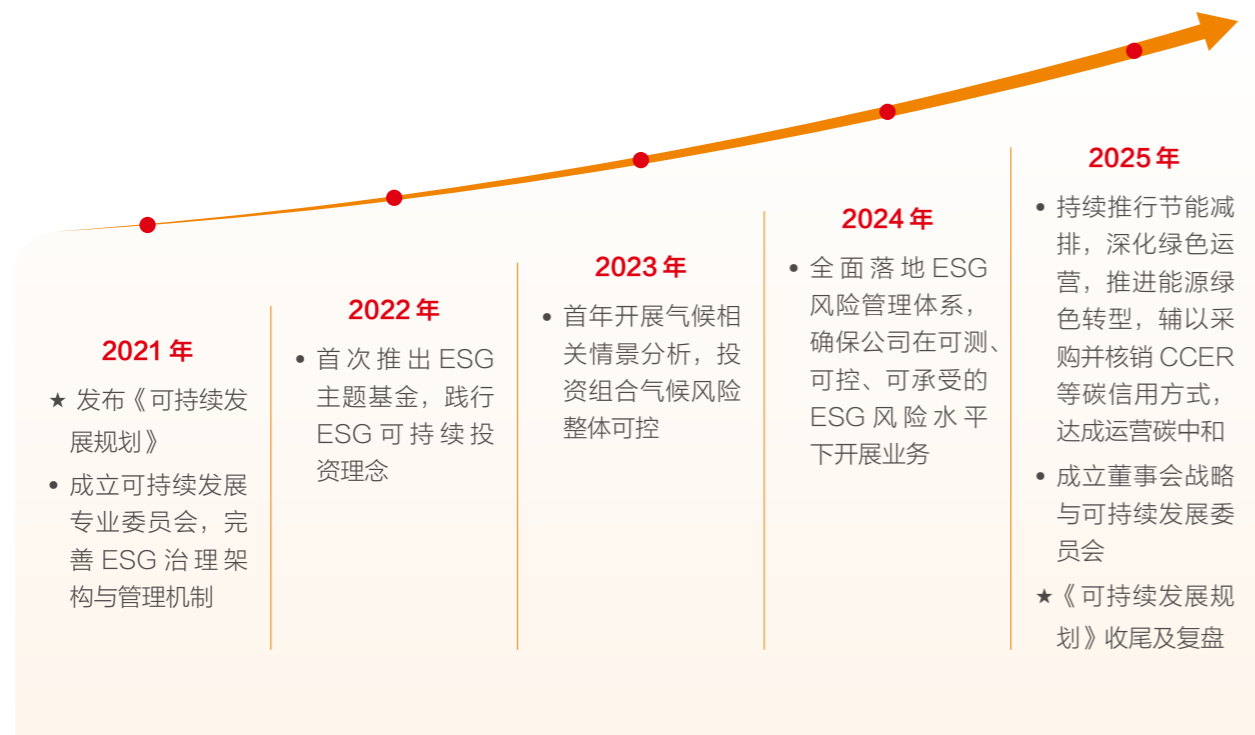 2021 年
★ 发布《可持续发
展规划》
• 成立可持续发展
专业委员会，完
善 ESG 治理架
构与管理机制
2022 年
• 首次推出 ESG
主题基金，践行
ESG 可持续投
资理念
2023 年
• 首年开展气候相
关情景分析，投
资组合气候风险
整体可控
2024 年
• 全面落地 ESG
风险管理体系，
确保公司在可测、
可控、可承受的
ESG 风险水平
下开展业务
2025 年
• 持续推行节能减
排，深化绿色运
营，推进能源绿
色转型，辅以采
购并核销 CCER
等碳信用方式，
达成运营碳中和
• 成立董事会战略
与可持续发展委
员会
★《可持续发展规
划》收尾及复盘